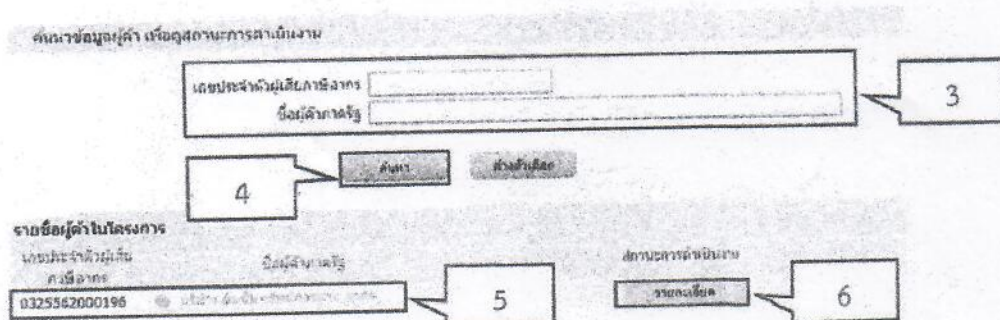 ค้นหาข้อมูลผู้ค้า เพื่อดูสถานะการดำเนินงาน
เลขประจำตัวผู้เสียภาษีอากร
ชื่อผู้ค้าภาครัฐ
3
ค้นหา ล้างตัวเลือก
4
รายชื่อผู้ค้าในโครงการ
เลขประจำตัวผู้เสีย ชื่อผู้ค้าภาครัฐ สถานะการดำเนินงาน
ภาษีอากร
0325562000196 รายละเอียด
5
6